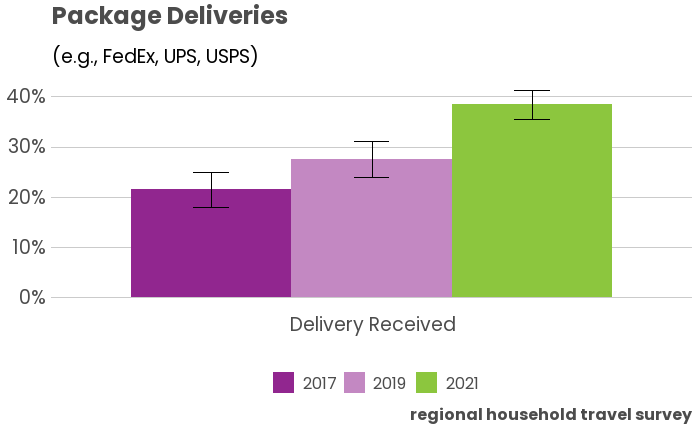 Package Deliveries
(e.g., FedEx, UPS, USPS)
40%
30%
20%
10%
0%
Delivery Received
2017 2019 2021
regional household travel survey